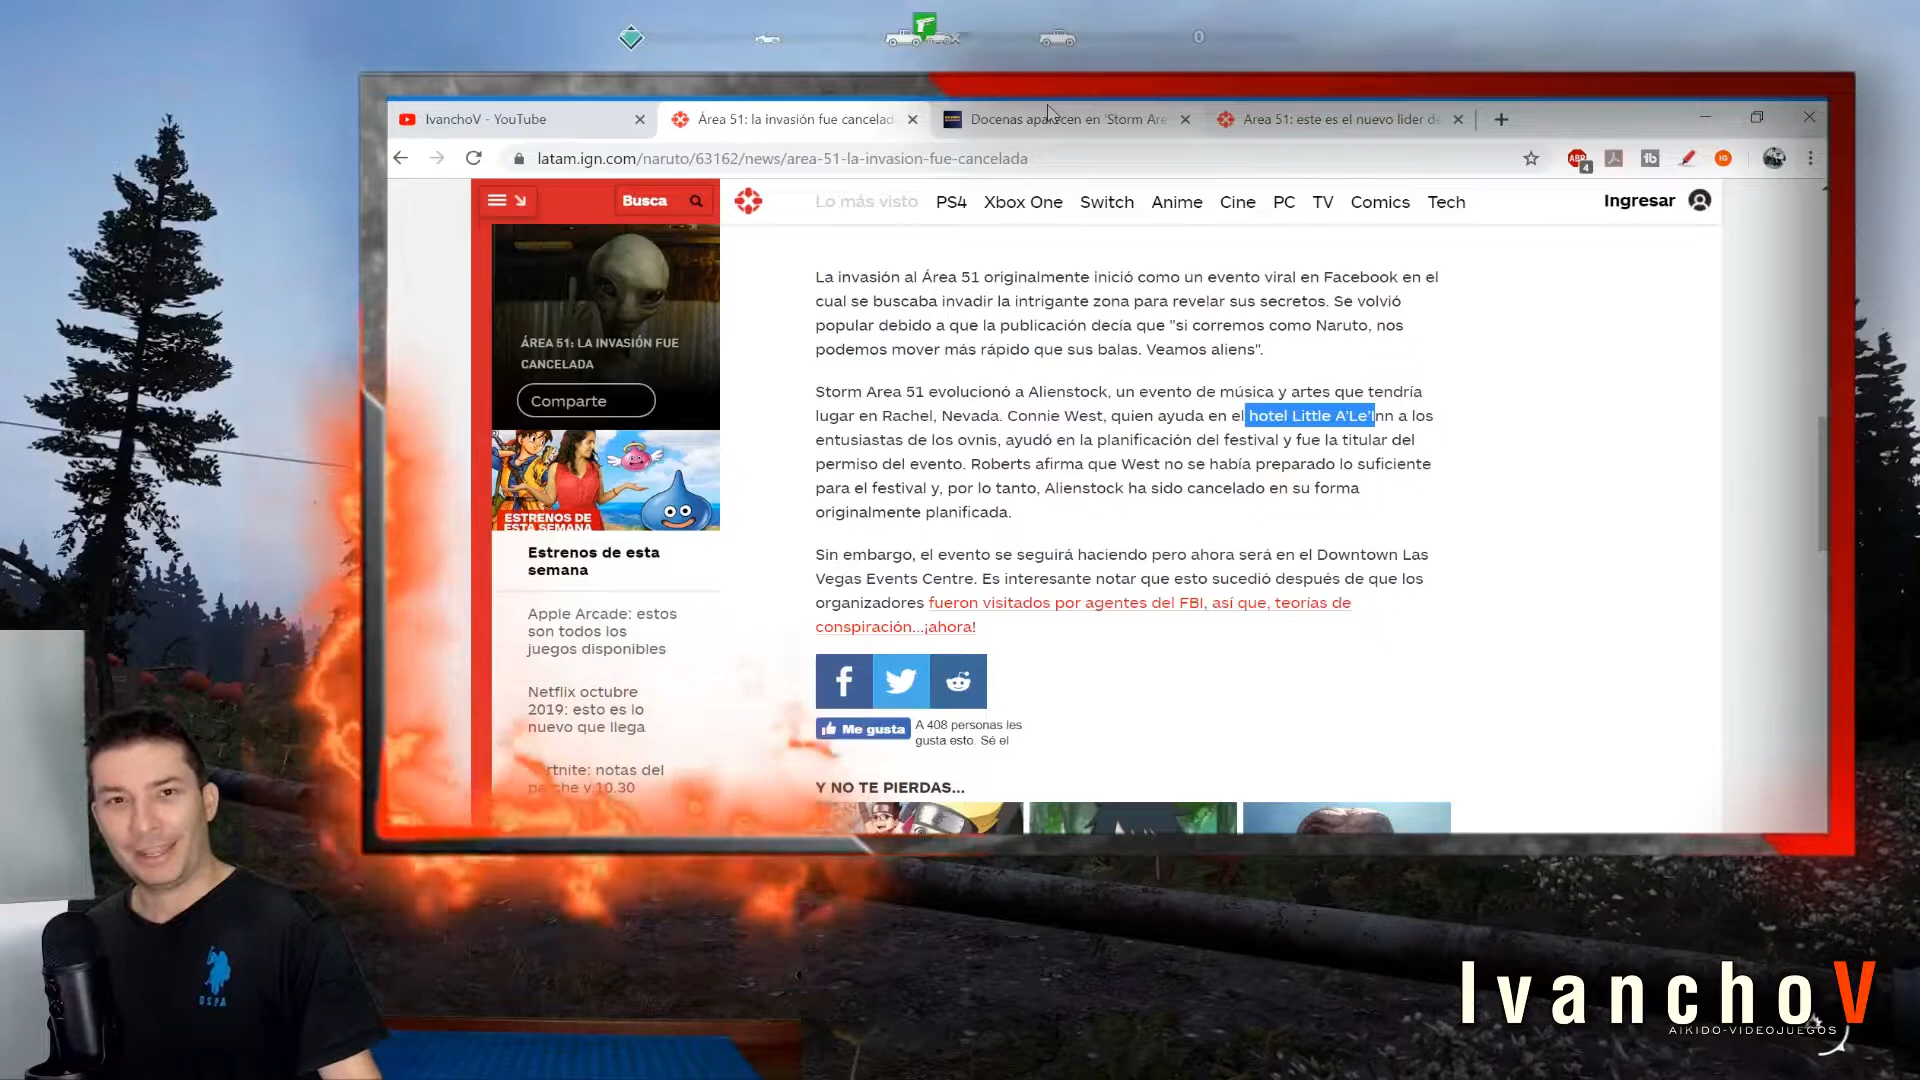 0
IvanchoV - YouTube
Área 51: la invasión fue cancelad
Docenas aparecen en 'Storm Are
Area 51: este es el nuevo lider de
latam.ign.com/naruto/63162/news/area-51-la-invasion-fue-cancelada
ABP
4
Busca
Lo más visto PS4 Xbox One Switch Anime Cine PC TV Comics Tech
Ingresar
ÁREA 51: LA INVASIÓN FUE
CANCELADA
Comparte
ESTRENOS DE
ESTA SEMANA
Estrenos de esta
semana
Apple Arcade: estos
son todos los
juegos disponibles
Netflix octubre
2019: esto es lo
nuevo que llega
rtnite: notas del
parche v.10.30
La invasión al Área 51 originalmente inició como un evento viral en Facebook en el
cual se buscaba invadir la intrigante zona para revelar sus secretos. Se volvió
popular debido a que la publicación decía que "si corremos como Naruto, nos
podemos mover más rápido que sus balas. Veamos aliens".
Storm Area 51 evolucionó a Alienstock, un evento de música y artes que tendría
lugar en Rachel, Nevada. Connie West, quien ayuda en el hotel Little A'Le'Inn a los
entusiastas de los ovnis, ayudó en la planificación del festival y fue la titular del
permiso del evento. Roberts afirma que West no se había preparado lo suficiente
para el festival y, por lo tanto, Alienstock ha sido cancelado en su forma
originalmente planificada.
Sin embargo, el evento se seguirá haciendo pero ahora será en el Downtown Las
Vegas Events Centre. Es interesante notar que esto sucedió después de que los
organizadores fueron visitados por agentes del FBI, así que, teorías de
conspiración...¡ahora!
Me gusta
A 408 personas les
gusta esto. Sé el
Y NO TE PIERDAS...
USPA
IvanchoV
AIKIDO-VIDEOJUEGOS